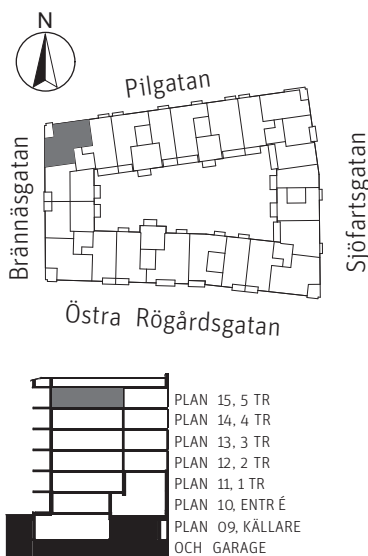 N
Pilgatan
Brännäsgatan
Sjöfartsgatan
Östra Rögårdsgatan
PLAN 15, 5 TR
PLAN 14, 4 TR
PLAN 13, 3 TR
PLAN 12, 2 TR
PLAN 11, 1 TR
PLAN 10, ENTR É
PLAN 09, KÄLLARE
OCH GARAGE